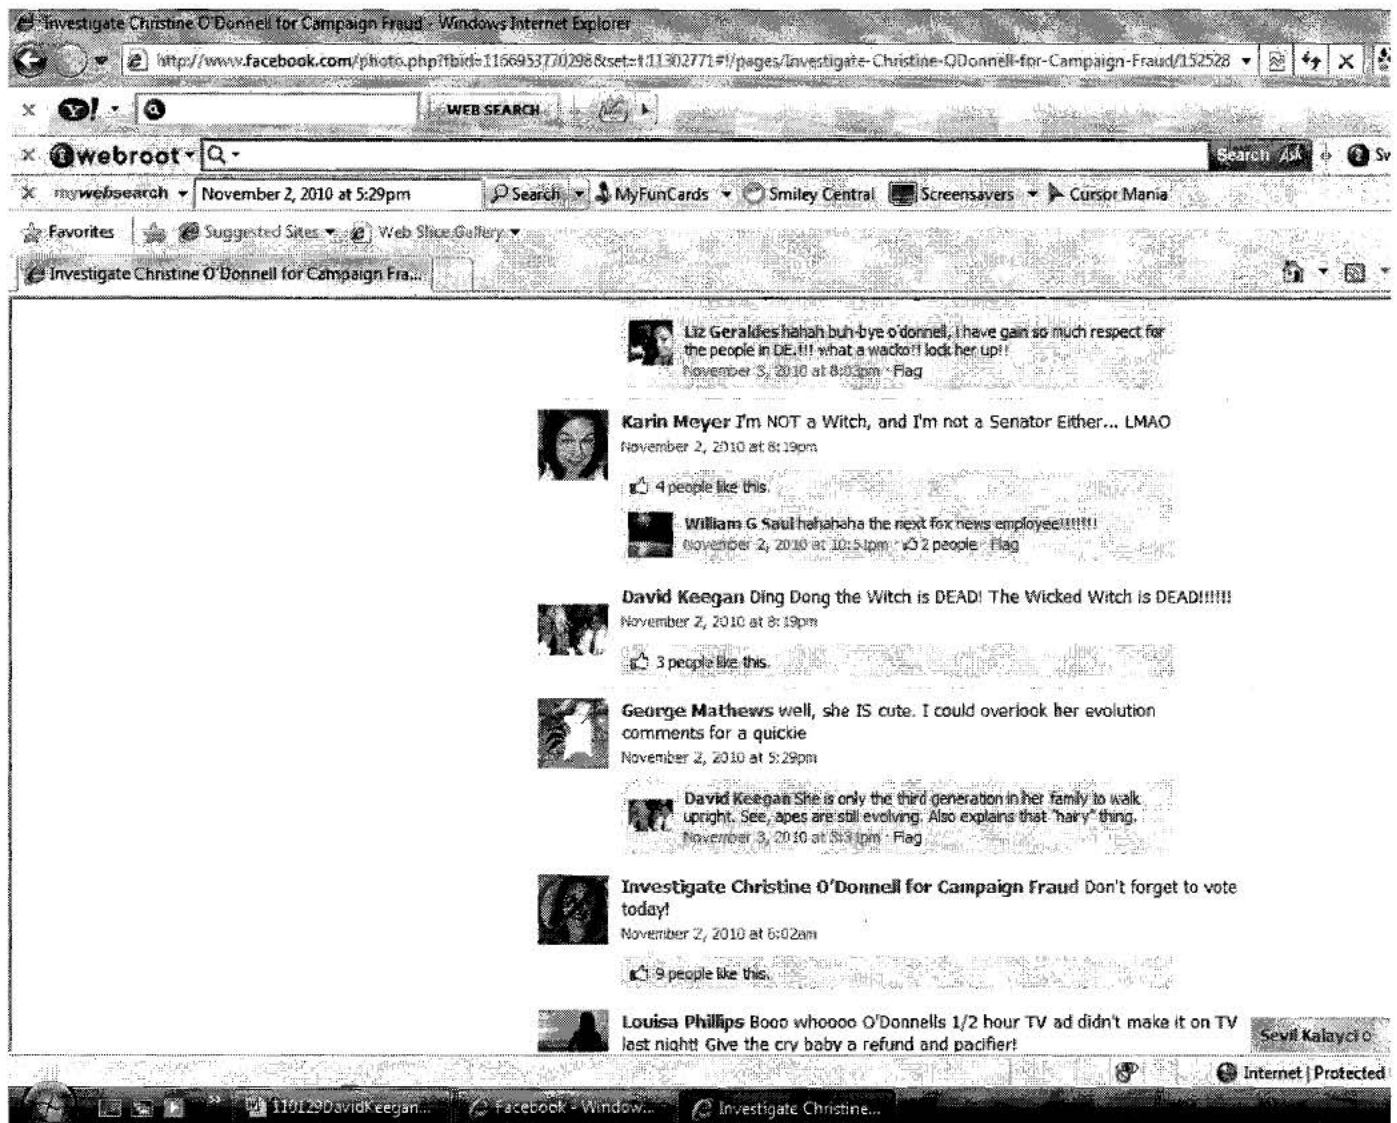 Investigate Christine O'Donnell for Campaign Fraud - Windows Internet Explorer
WEB SEARCH
webroot
Search Ask
mywebsearch November 2, 2010 at 5:29pm Search MyFunCards Smiley Central Screensavers Cursor Mania
Favorites Suggested Sites Web Slice Gallery
Investigate Christine O'Donnell for Campaign Fra...
Liz Geraldes hahah buh-bye o'donnell, i have gain so much respect for
the people in DE.!!! what a wacko!! lock her up!!
November 3, 2010 at 8:03pm · Flag
Karin Meyer I'm NOT a Witch, and I'm not a Senator Either... LMAO
November 2, 2010 at 8:19pm
4 people like this.
William G Saul hahahaha the next fox news employee!!!!!!!
November 2, 2010 at 10:51pm · 2 people · Flag
David Keegan Ding Dong the Witch is DEAD! The Wicked Witch is DEAD!!!!!!
November 2, 2010 at 8:19pm
3 people like this.
George Mathews well, she IS cute. I could overlook her evolution
comments for a quickie
November 2, 2010 at 5:29pm
David Keegan She is only the third generation in her family to walk
upright. See, apes are still evolving. Also explains that "hairy" thing.
November 3, 2010 at 5:31pm · Flag
Investigate Christine O'Donnell for Campaign Fraud Don't forget to vote
today!
November 2, 2010 at 6:02am
9 people like this.
Louisa Phillips Booo whoooo O'Donnells 1/2 hour TV ad didn't make it on TV
last night! Give the cry baby a refund and pacifier!
Sevil Kalayci
Internet | Protected
110129DavidKeegan... Facebook - Window... Investigate Christine...